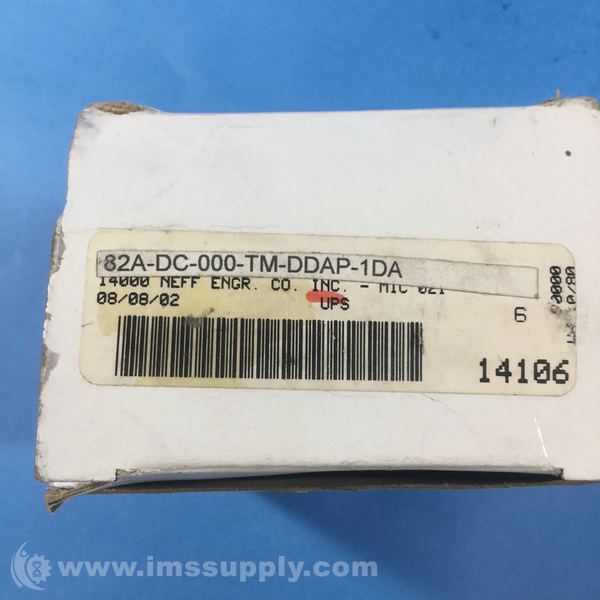 82A-DC-000-TM-DDAP-1DA
14000 NEFF ENGR. CO. INC. - MIC 021
08/08/02 UPS 6
14106
www.imssupply.com